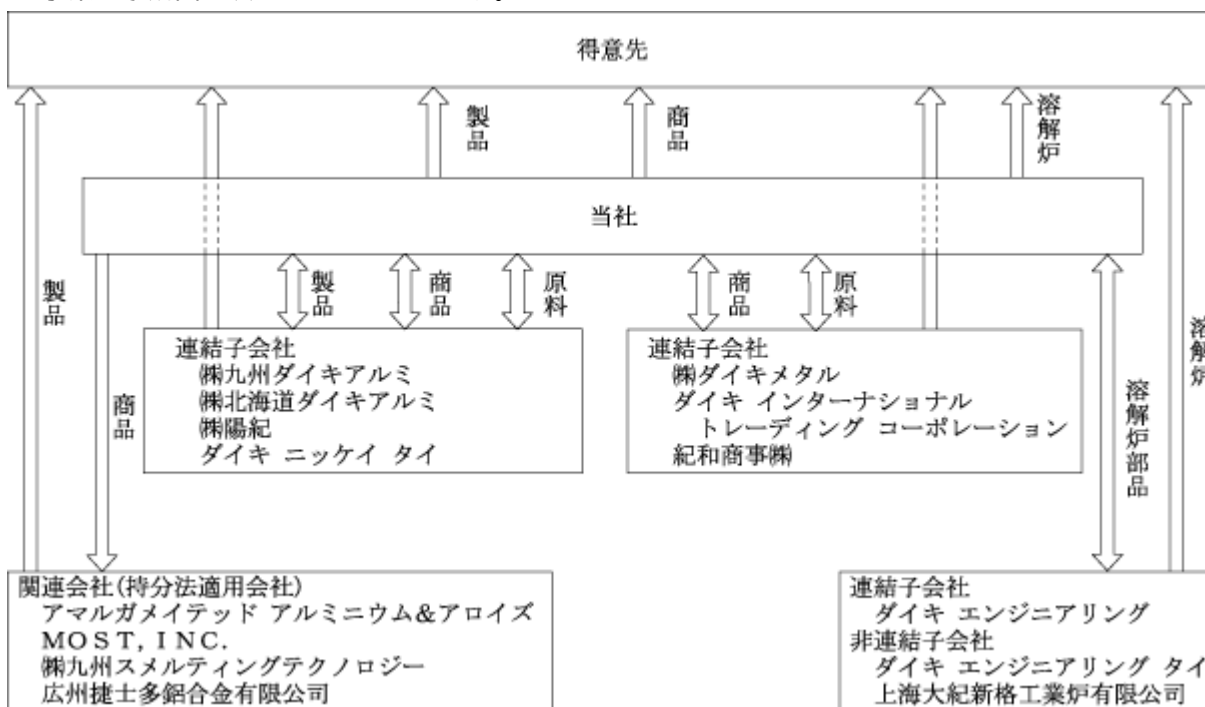 得意先
製品
商品
溶解炉
当社
製品
商品
原料
商品
原料
製品
溶解炉
連結子会社
㈱九州ダイキアルミ
㈱北海道ダイキアルミ
㈱陽紀
ダイキ ニッケイ タイ
連結子会社
㈱ダイキメタル
ダイキ インターナショナル
トレーディング コーポレーション
紀和商事㈱
商品
溶解炉部品
関連会社(持分法適用会社)
アマルガメイテッド アルミニウム&アロイズ
ＭＯＳＴ, ＩＮＣ.
㈱九州スメルティングテクノロジー
広州捷士多鋁合金有限公司
連結子会社
ダイキ エンジニアリング
非連結子会社
ダイキ エンジニアリング タイ
上海大紀新格工業炉有限公司